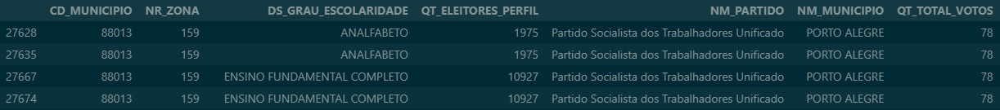 CD_MUNICIPIO NR_ZONA DS_GRAU_ESCOLARIDADE QT_ELEITORES_PERFIL NM_PARTIDO NM_MUNICIPIO QT_TOTAL_VOTOS
27628 88013 159 ANALFABETO 1975 Partido Socialista dos Trabalhadores Unificado PORTO ALEGRE 78
27635 88013 159 ANALFABETO 1975 Partido Socialista dos Trabalhadores Unificado PORTO ALEGRE 78
27667 88013 159 ENSINO FUNDAMENTAL COMPLETO 10927 Partido Socialista dos Trabalhadores Unificado PORTO ALEGRE 78
27674 88013 159 ENSINO FUNDAMENTAL COMPLETO 10927 Partido Socialista dos Trabalhadores Unificado PORTO ALEGRE 78